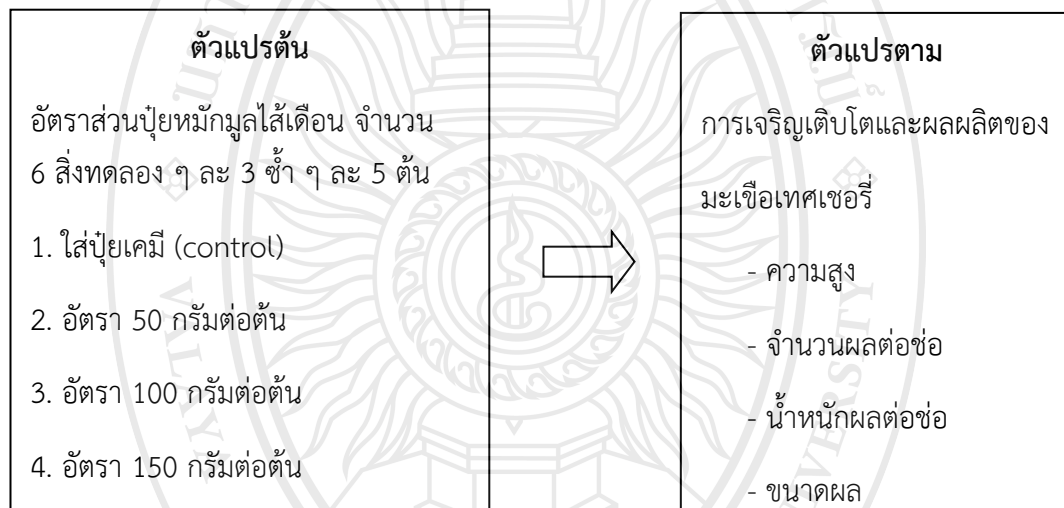 ตัวแปรต้น
อัตราส่วนปุ๋ยหมักมูลไส้เดือน จำนวน
6 สิ่งทดลอง ๆ ละ 3 ซ้ำ ๆ ละ 5 ต้น
1. ใส่ปุ๋ยเคมี (control)
2. อัตรา 50 กรัมต่อต้น
3. อัตรา 100 กรัมต่อต้น
4. อัตรา 150 กรัมต่อต้น
ตัวแปรตาม
การเจริญเติบโตและผลผลิตของ
มะเขือเทศเชอรี่
- ความสูง
- จำนวนผลต่อช่อ
- น้ำหนักผลต่อช่อ
- ขนาดผล